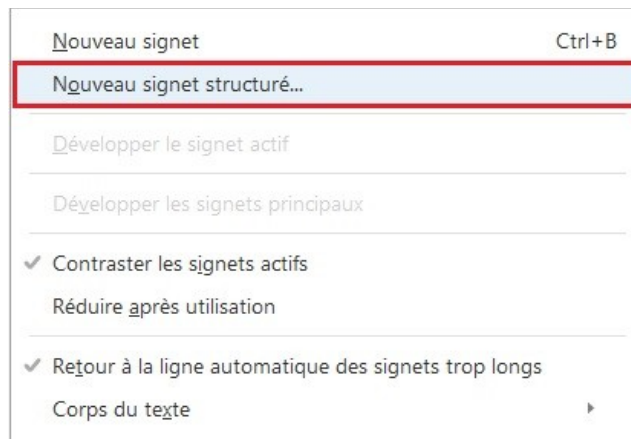 Nouveau signet Ctrl+B
Nouveau signet structuré...
Développer le signet actif
Développer les signets principaux
Contraster les signets actifs
Réduire après utilisation
Retour à la ligne automatique des signets trop longs
Corps du texte